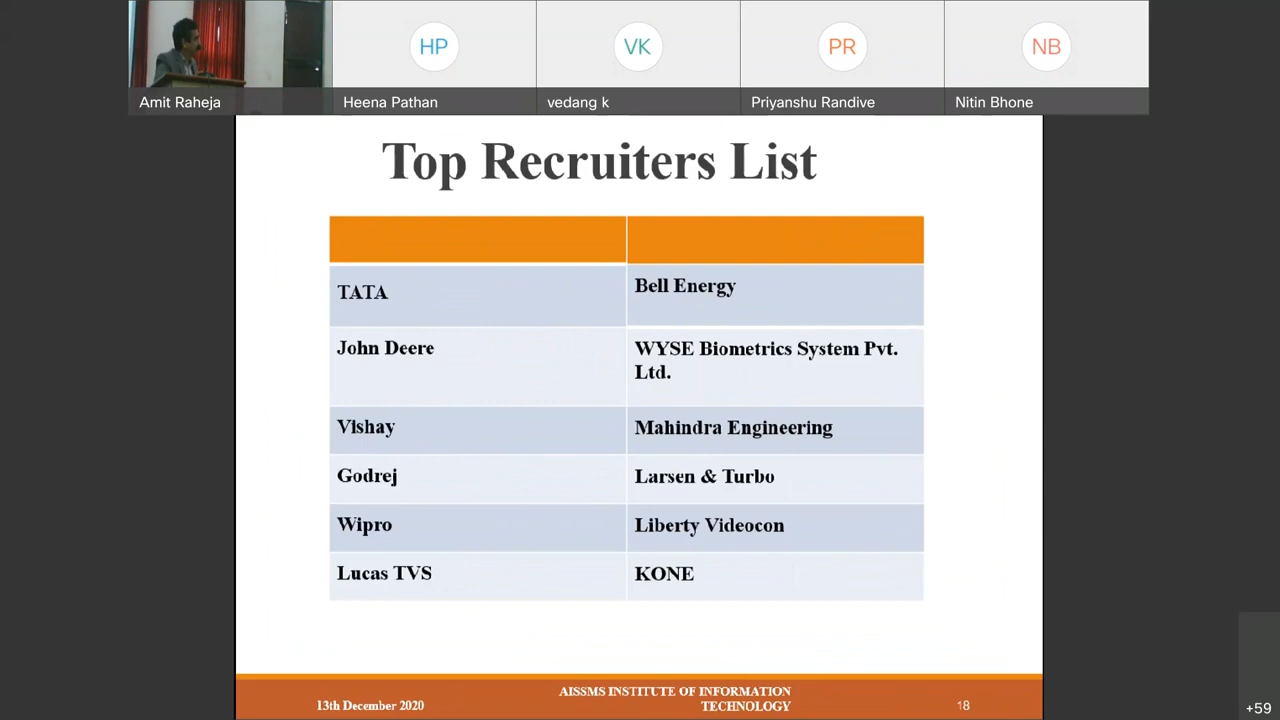 HP
VK
PR
NB
Amit Raheja
Heena Pathan
vedang k
Priyanshu Randive
Nitin Bhone
Top Recruiters List
TATA
Bell Energy
John Deere
WYSE Biometrics System Pvt.
Ltd.
Vishay
Mahindra Engineering
Godrej
Larsen & Turbo
Wipro
Liberty Videocon
Lucas TVS
KONE
13th December 2020
AISSMS INSTITUTE OF INFORMATION
TECHNOLOGY
18
+59